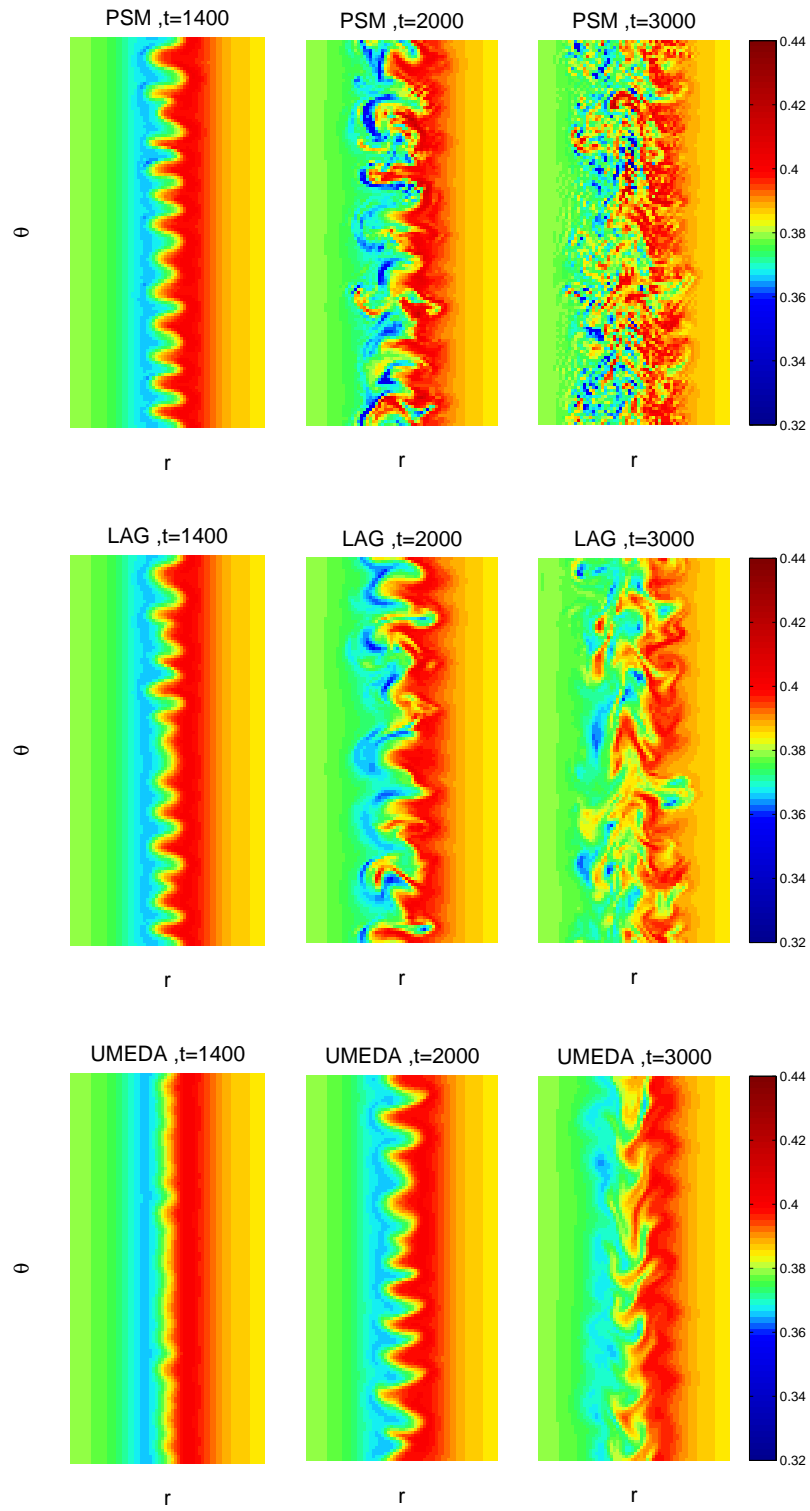 PSM ,t=1400
PSM ,t=2000
PSM ,t=3000
θ
r
r
r
0.44
0.42
0.4
0.38
0.36
0.34
0.32
LAG ,t=1400
LAG ,t=2000
LAG ,t=3000
θ
r
r
r
0.44
0.42
0.4
0.38
0.36
0.34
0.32
UMEDA ,t=1400
UMEDA ,t=2000
UMEDA ,t=3000
θ
r
r
r
0.44
0.42
0.4
0.38
0.36
0.34
0.32